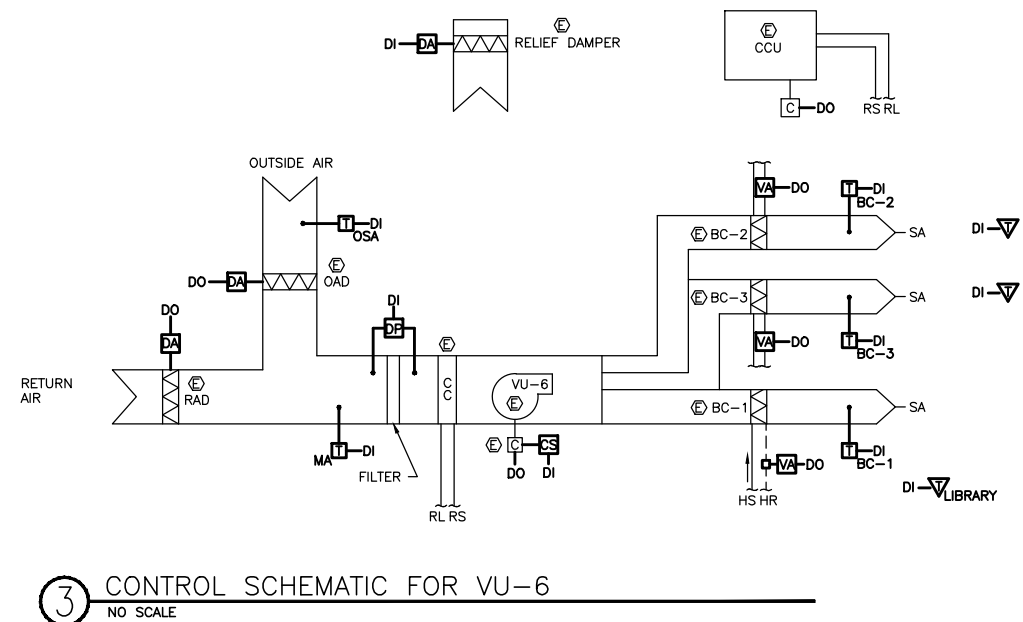 DI DA
E
RELIEF DAMPER
E
CCU
C DO
RS RL
OUTSIDE AIR
T DI
OSA
DO DA
E
OAD
DO
DA
E
RAD
RETURN
AIR
MA T DI
DI
DP
FILTER
E
C
C
RL RS
VU-6
E
E C CS
DO DI
VA DO
T DI
BC-2
E BC-2
SA
DI T
E BC-3
SA
DI T
VA DO
T DI
BC-3
E BC-1
SA
VA DO
HS HR
T DI
BC-1
DI T LIBRARY
3 CONTROL SCHEMATIC FOR VU-6
NO SCALE